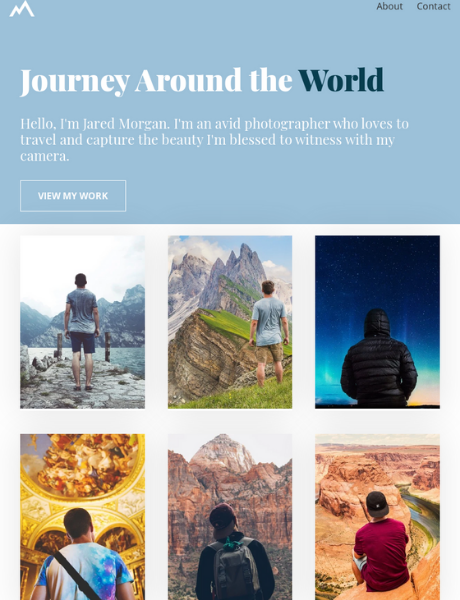 About Contact
Journey Around the World
Hello, I'm Jared Morgan. I'm an avid photographer who loves to
travel and capture the beauty I'm blessed to witness with my
camera.
VIEW MY WORK